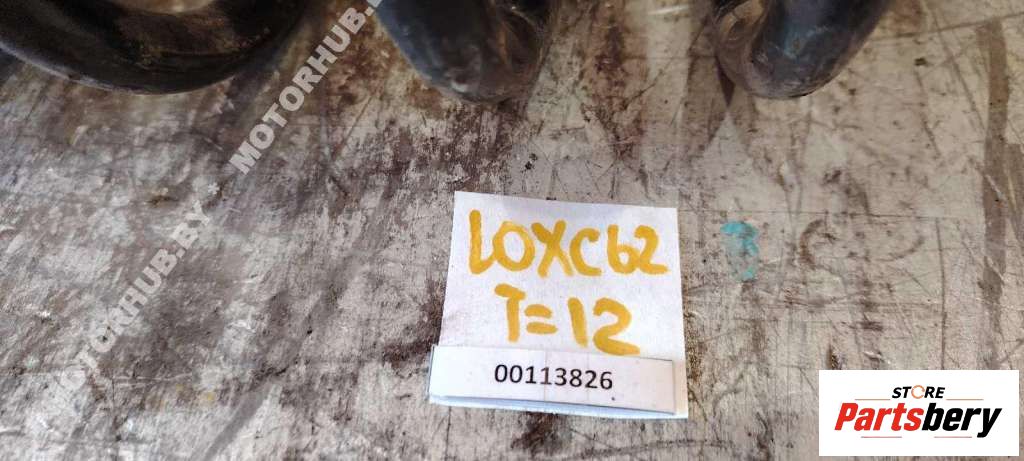 MOTORHUB.BY
MOTORHUB.BY
LOXC62
T=12
00113826
STORE
Partsbery